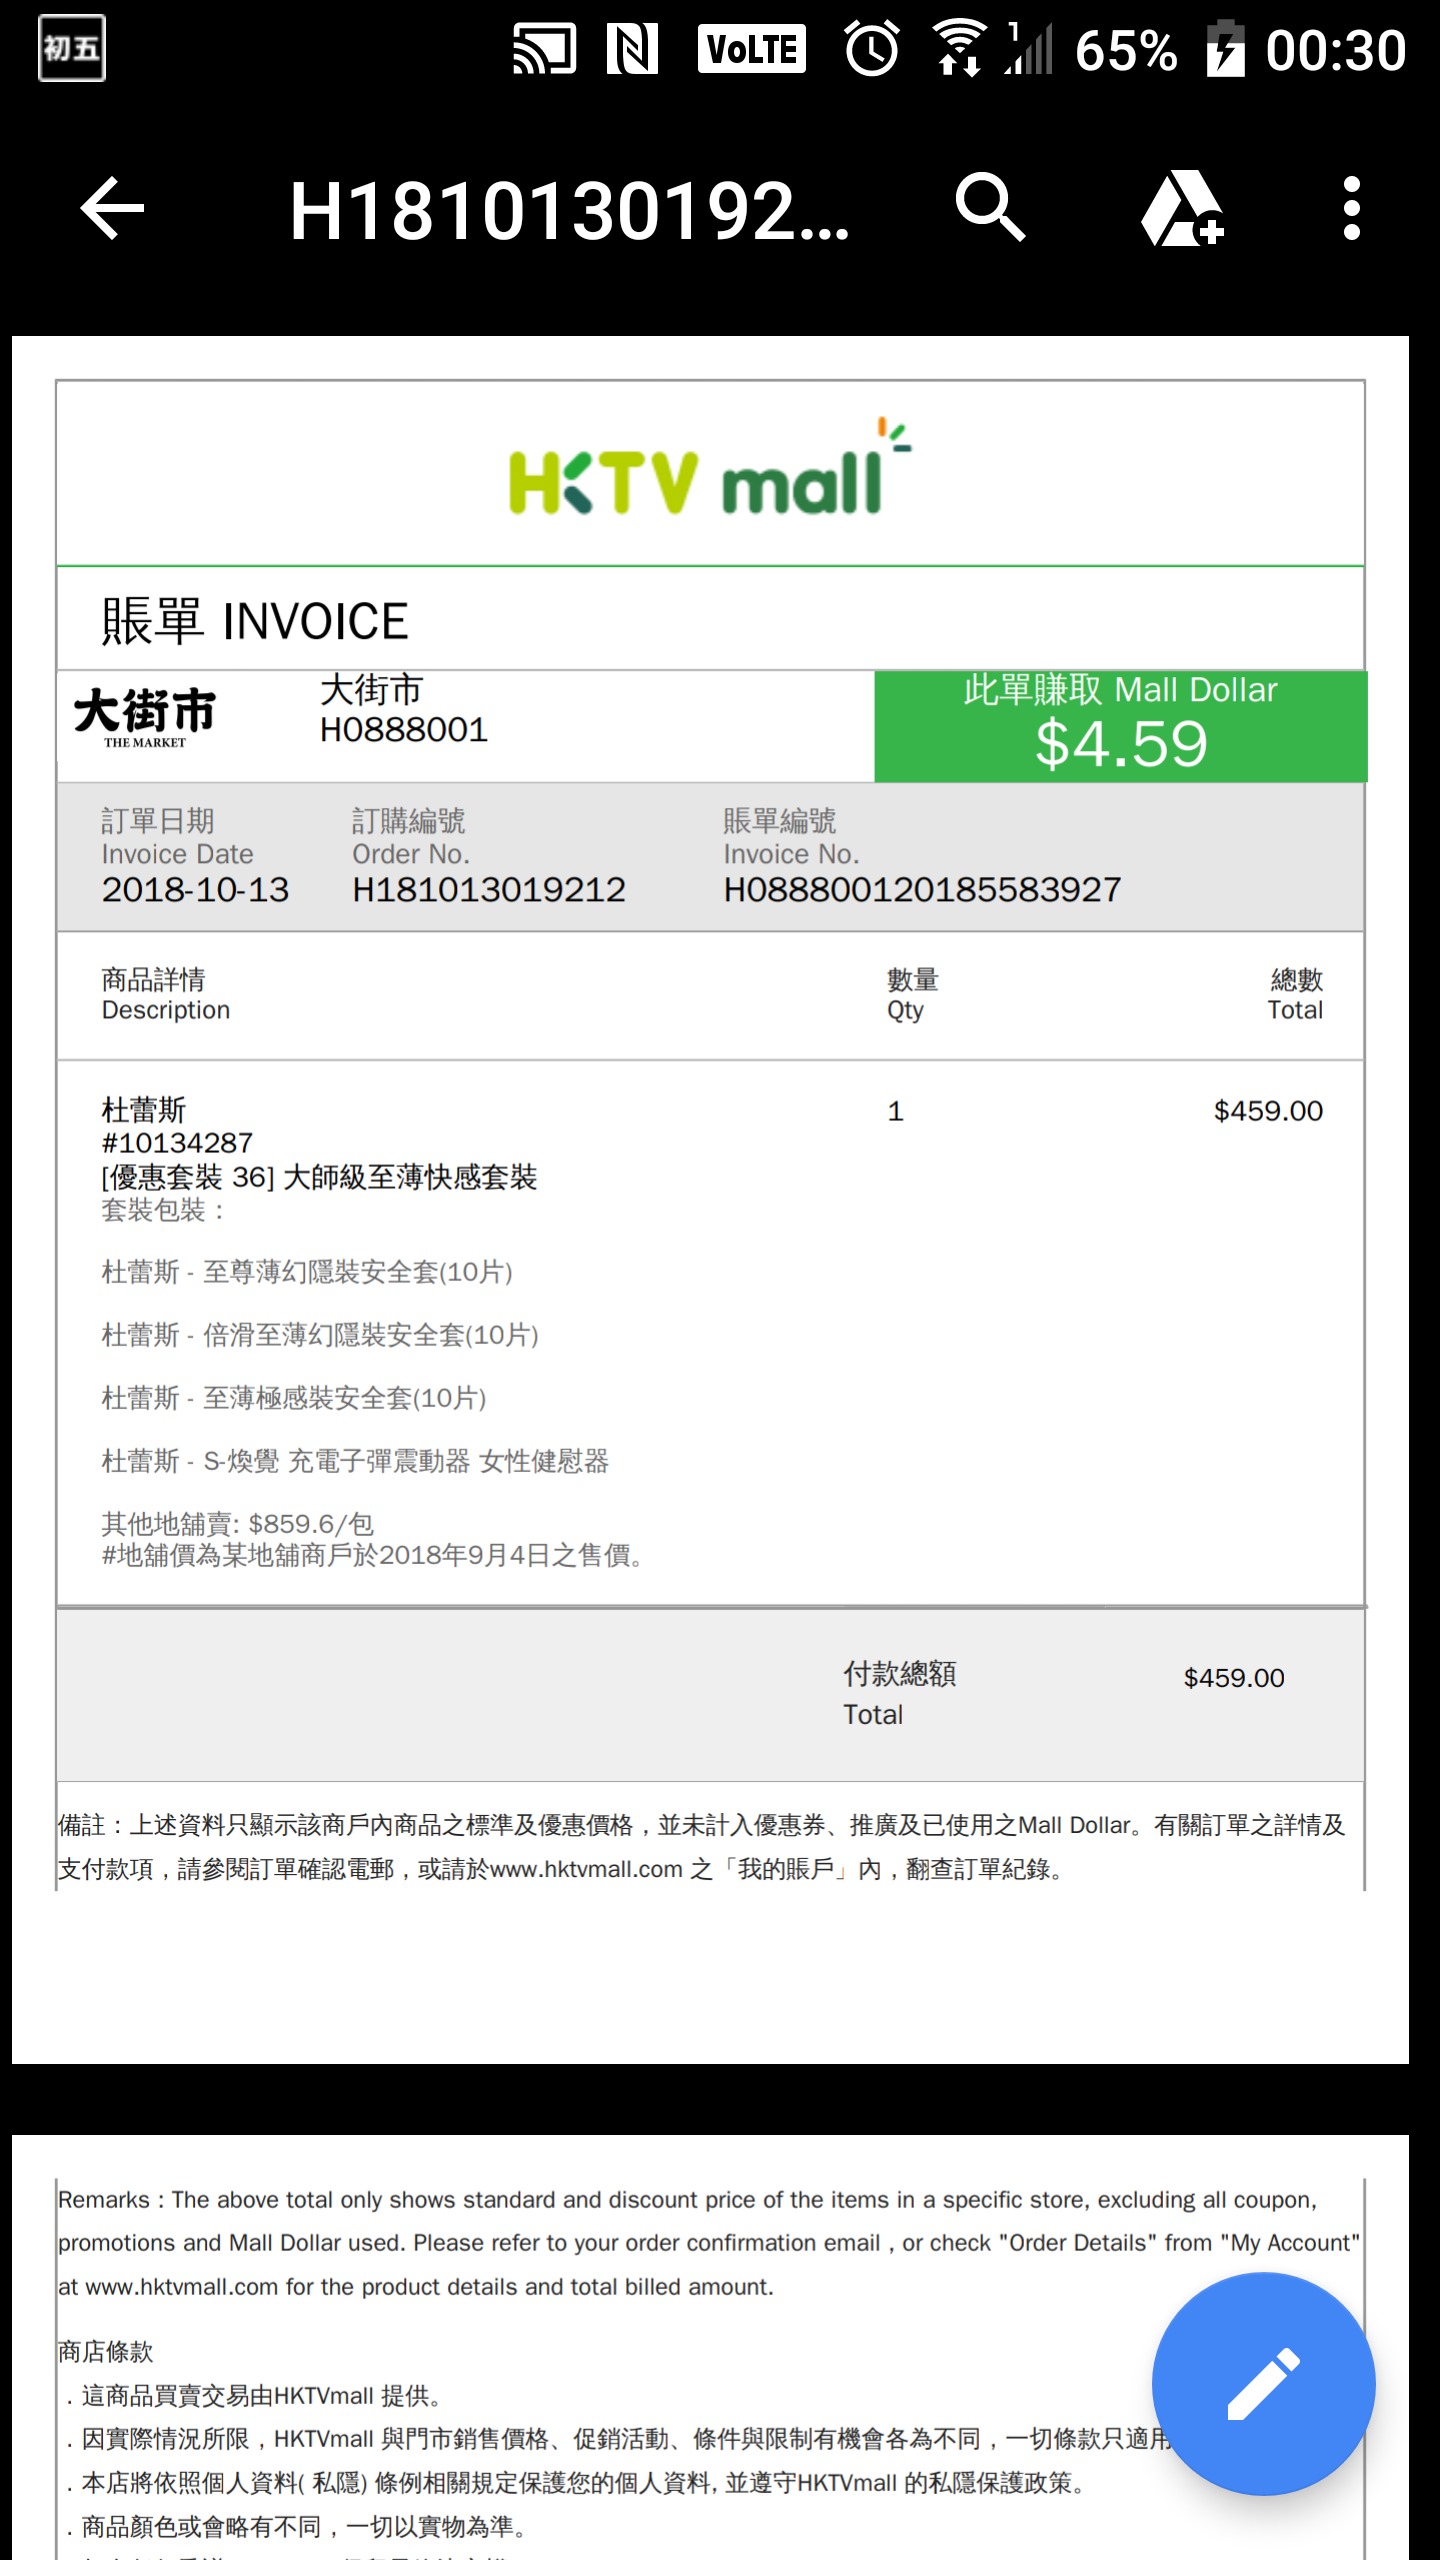 初五
VoLTE
1
65%
00:30
H1810130192...
HKTV mall
賬單 INVOICE
大街市
THE MARKET
大街市
H0888001
此單賺取 Mall Dollar
$4.59
訂單日期
Invoice Date
2018-10-13
訂購編號
Order No.
H181013019212
賬單編號
Invoice No.
H088800120185583927
商品詳情
Description
數量
Qty
總數
Total
杜蕾斯 1 $459.00
#10134287
[優惠套裝 36] 大師級至薄快感套裝
套裝包裝：
杜蕾斯 - 至尊薄幻隱裝安全套(10片)
杜蕾斯 - 倍滑至薄幻隱裝安全套(10片)
杜蕾斯 - 至薄極感裝安全套(10片)
杜蕾斯 - S-煥覺 充電子彈震動器 女性健慰器
其他地舖賣: $859.6/包
#地舖價為某地舖商戶於2018年9月4日之售價。
付款總額 $459.00
Total
備註：上述資料只顯示該商戶內商品之標準及優惠價格，並未計入優惠券、推廣及已使用之Mall Dollar。有關訂單之詳情及
支付款項，請參閱訂單確認電郵，或請於www.hktvmall.com 之「我的賬戶」內，翻查訂單紀錄。
Remarks : The above total only shows standard and discount price of the items in a specific store, excluding all coupon,
promotions and Mall Dollar used. Please refer to your order confirmation email , or check "Order Details" from "My Account"
at www.hktvmall.com for the product details and total billed amount.
商店條款
．這商品買賣交易由HKTVmall 提供。
．因實際情況所限，HKTVmall 與門市銷售價格、促銷活動、條件與限制有機會各為不同，一切條款只適用
．本店將依照個人資料( 私隱) 條例相關規定保護您的個人資料, 並遵守HKTVmall 的私隱保護政策。
．商品顏色或會略有不同，一切以實物為準。